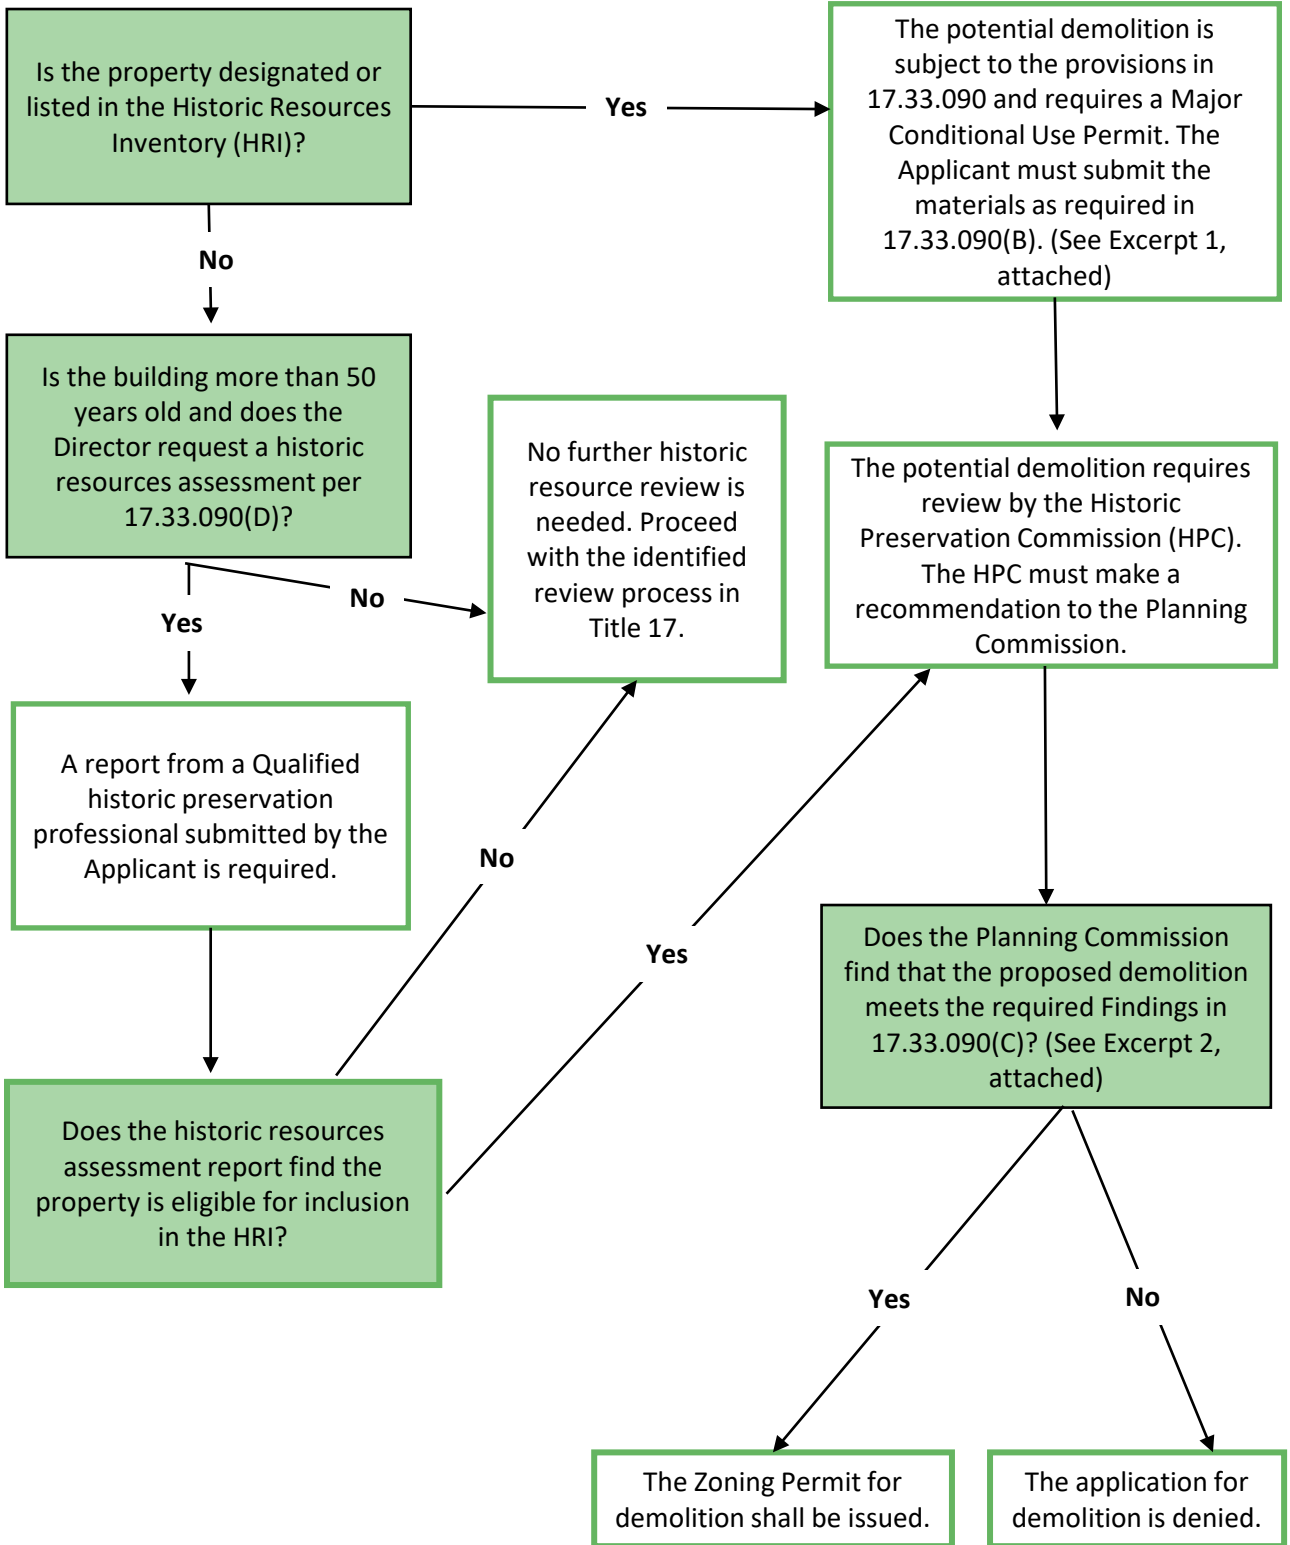 Is the property designated or
listed in the Historic Resources
Inventory (HRI)?
Yes
The potential demolition is
subject to the provisions in
17.33.090 and requires a Major
Conditional Use Permit. The
Applicant must submit the
materials as required in
17.33.090(B). (See Excerpt 1,
attached)
No
Is the building more than 50
years old and does the
Director request a historic
resources assessment per
17.33.090(D)?
No further historic
resource review is
needed. Proceed
with the identified
review process in
Title 17.
The potential demolition requires
review by the Historic
Preservation Commission (HPC).
The HPC must make a
recommendation to the Planning
Commission.
No
Yes
A report from a Qualified
historic preservation
professional submitted by the
Applicant is required.
No
Yes
Does the Planning Commission
find that the proposed demolition
meets the required Findings in
17.33.090(C)? (See Excerpt 2,
attached)
Does the historic resources
assessment report find the
property is eligible for inclusion
in the HRI?
Yes
No
The Zoning Permit for
demolition shall be issued.
The application for
demolition is denied.